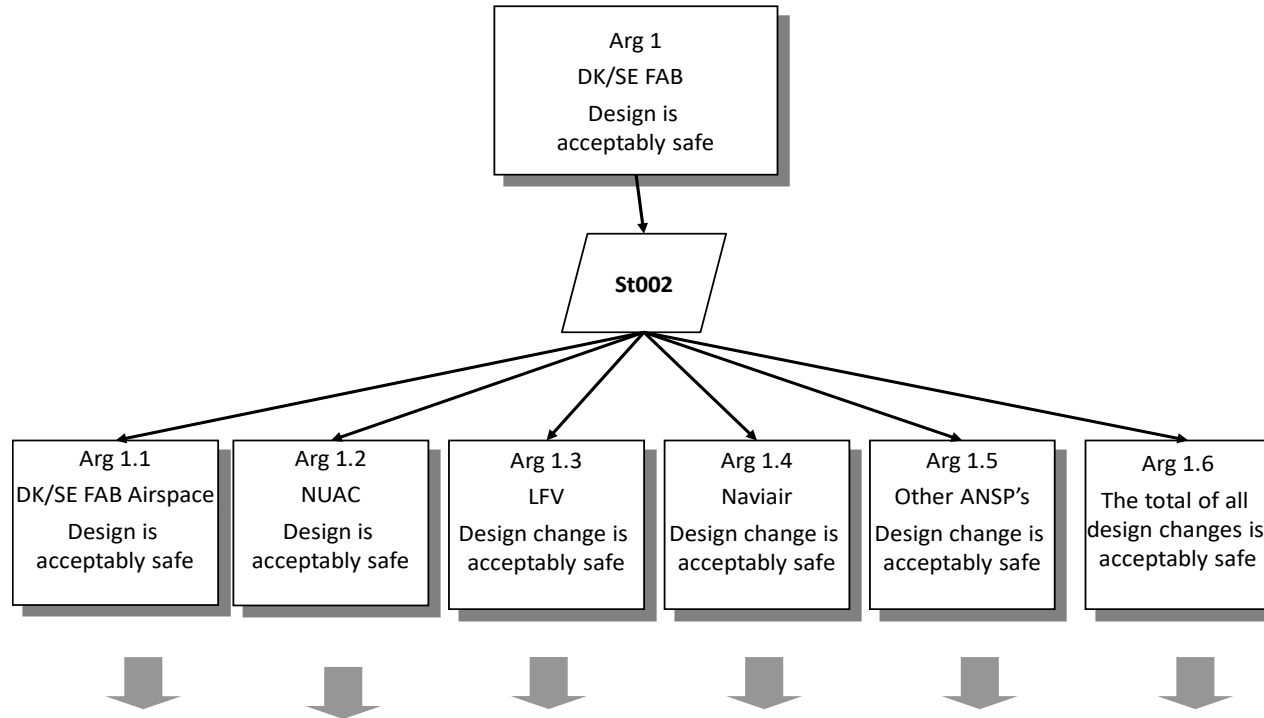 Arg 1
DK/SE FAB
Design is
acceptably safe
St002
Arg 1.1
DK/SE FAB Airspace
Design is
acceptably safe
Arg 1.2
NUAC
Design is
acceptably safe
Arg 1.3
LFV
Design change is
acceptably safe
Arg 1.4
Naviair
Design change is
acceptably safe
Arg 1.5
Other ANSP's
Design change is
acceptably safe
Arg 1.6
The total of all
design changes is
acceptably safe